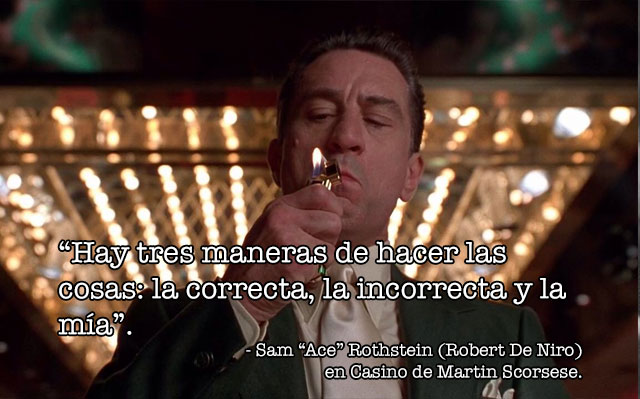 “Hay tres maneras de hacer las
cosas: la correcta, la incorrecta y la
mía”.
- Sam “Ace” Rothstein (Robert De Niro)
en Casino de Martin Scorsese.